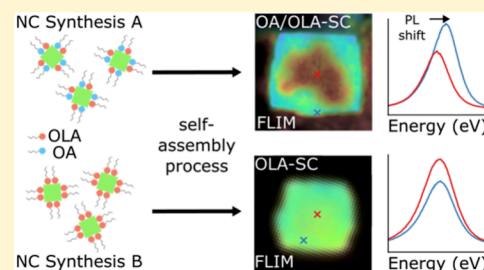 NC Synthesis A
OLA
OA
NC Synthesis B
self-
assembly
process
OA/OLA-SC
FLIM
OLA-SC
FLIM
PL
shift
Energy (eV)
Energy (eV)